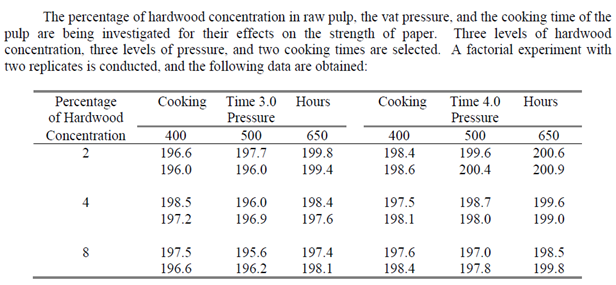 The percentage of hardwood concentration in raw pulp, the vat pressure, and the cooking time of the
pulp are being investigated for their effects on the strength of paper. Three levels of hardwood
concentration, three levels of pressure, and two cooking times are selected. A factorial experiment with
two replicates is conducted, and the following data are obtained:
Percentage Cooking Time 3.0 Hours Cooking Time 4.0 Hours
of Hardwood Pressure Pressure
Concentration 400 500 650 400 500 650
2 196.6 197.7 199.8 198.4 199.6 200.6
196.0 196.0 199.4 198.6 200.4 200.9
4 198.5 196.0 198.4 197.5 198.7 199.6
197.2 196.9 197.6 198.1 198.0 199.0
8 197.5 195.6 197.4 197.6 197.0 198.5
196.6 196.2 198.1 198.4 197.8 199.8